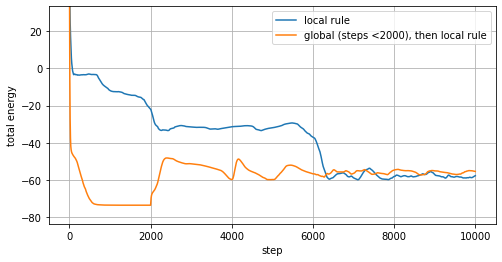 local rule
global (steps <2000), then local rule
total energy
20
0
−20
−40
−60
−80
0 2000 4000 6000 8000 10000
step